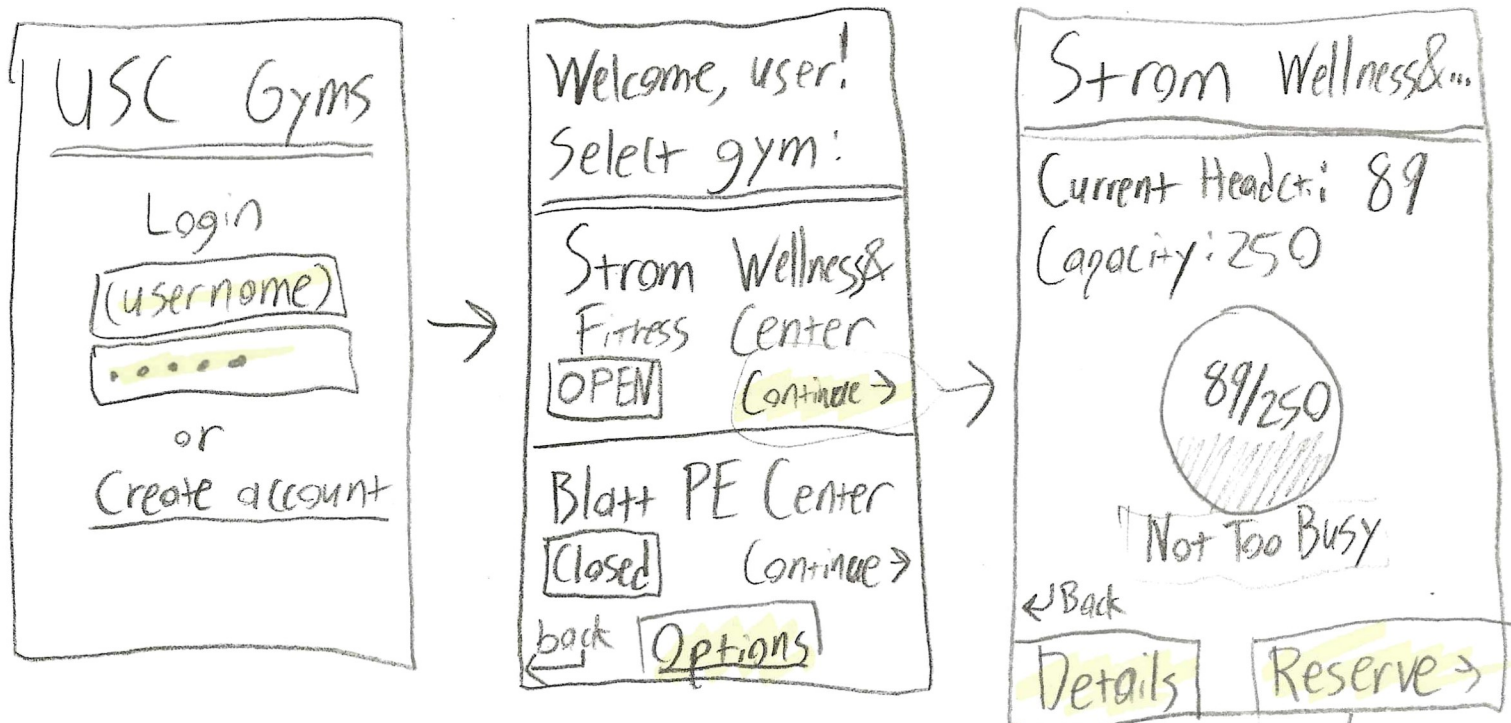 USC Gyms
Login
(username)
or
Create account
Welcome, user!
Select gym:
Strom Wellness&
Fitness Center
OPEN Continue →
Blatt PE Center
Closed Continue →
back Options
Strom Wellness&...
Current Headct.: 89
Capacity: 250
89/250
Not Too Busy
Back
Details Reserve →